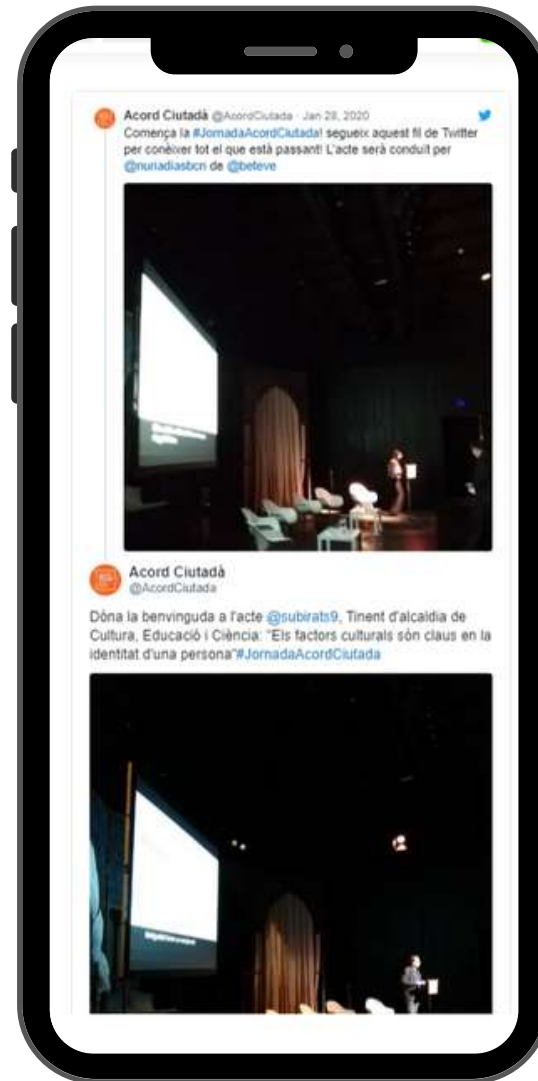 Acord Ciutadà @AcordCiutada · Jan 28, 2020
Comença la #JornadaAcordCiutada! segueix aquest fil de Twitter
per conèixer tot el que està passant! L'acte serà conduït per
@nuriadiasbcn de @beteve
Acord Ciutadà
@AcordCiutada
Dóna la benvinguda a l'acte @subirats9, Tinent d'alcaldia de
Cultura, Educació i Ciència: "Els factors culturals són claus en la
identitat d'una persona"#JornadaAcordCiutada